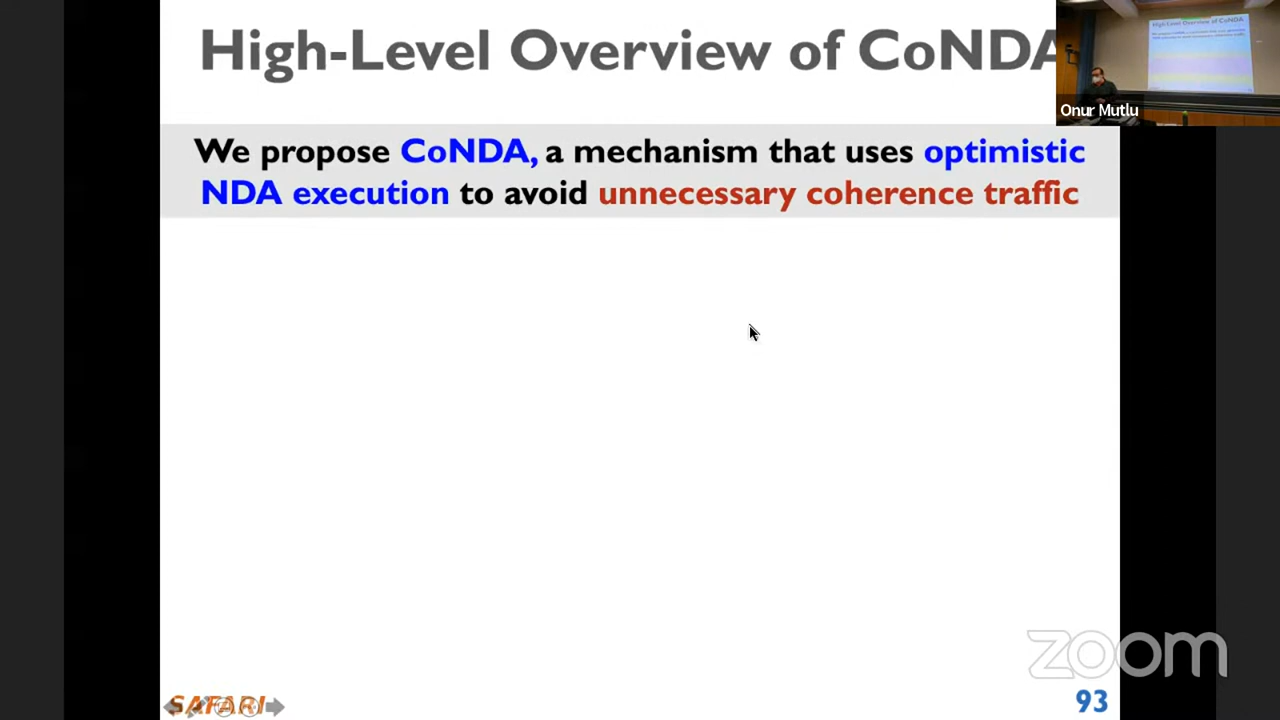 High-Level Overview of CoNDA
We propose CoNDA, a mechanism that uses optimistic
NDA execution to avoid unnecessary coherence traffic
Onur Mutlu
zoom
SAFARI
93